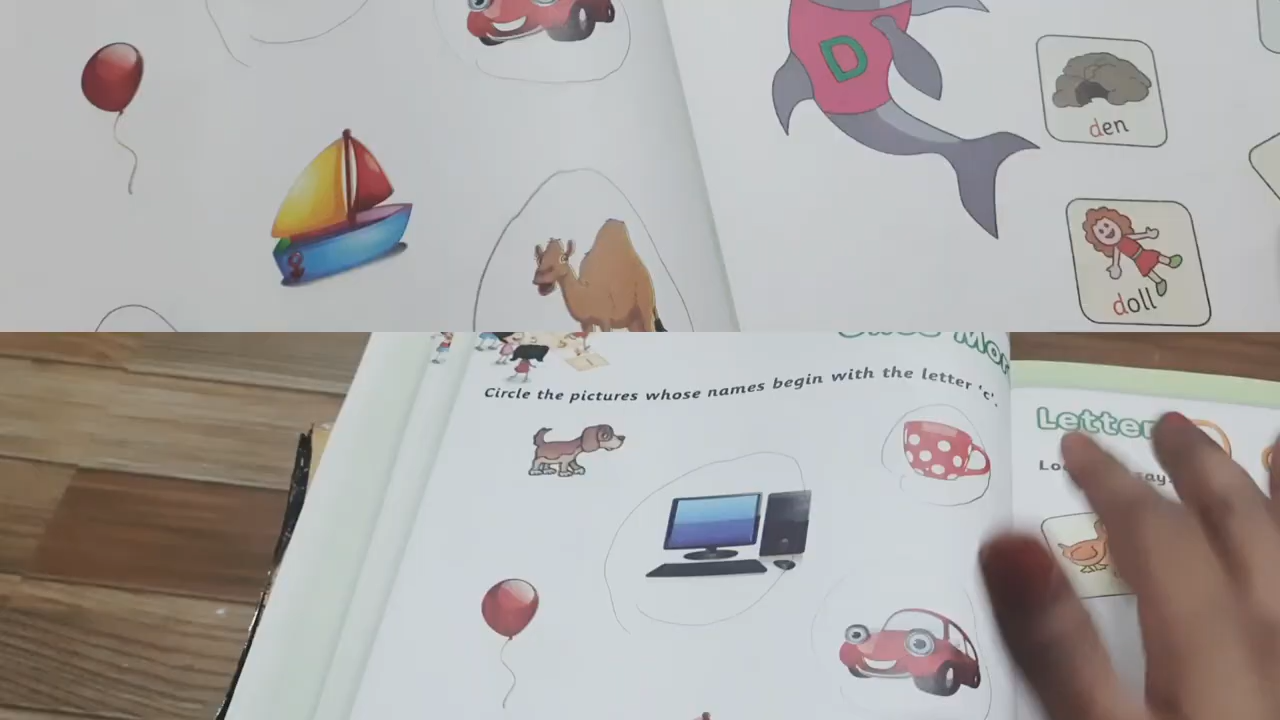 D
den
doll
Circle the pictures whose names begin with the letter 'c'.
Letter